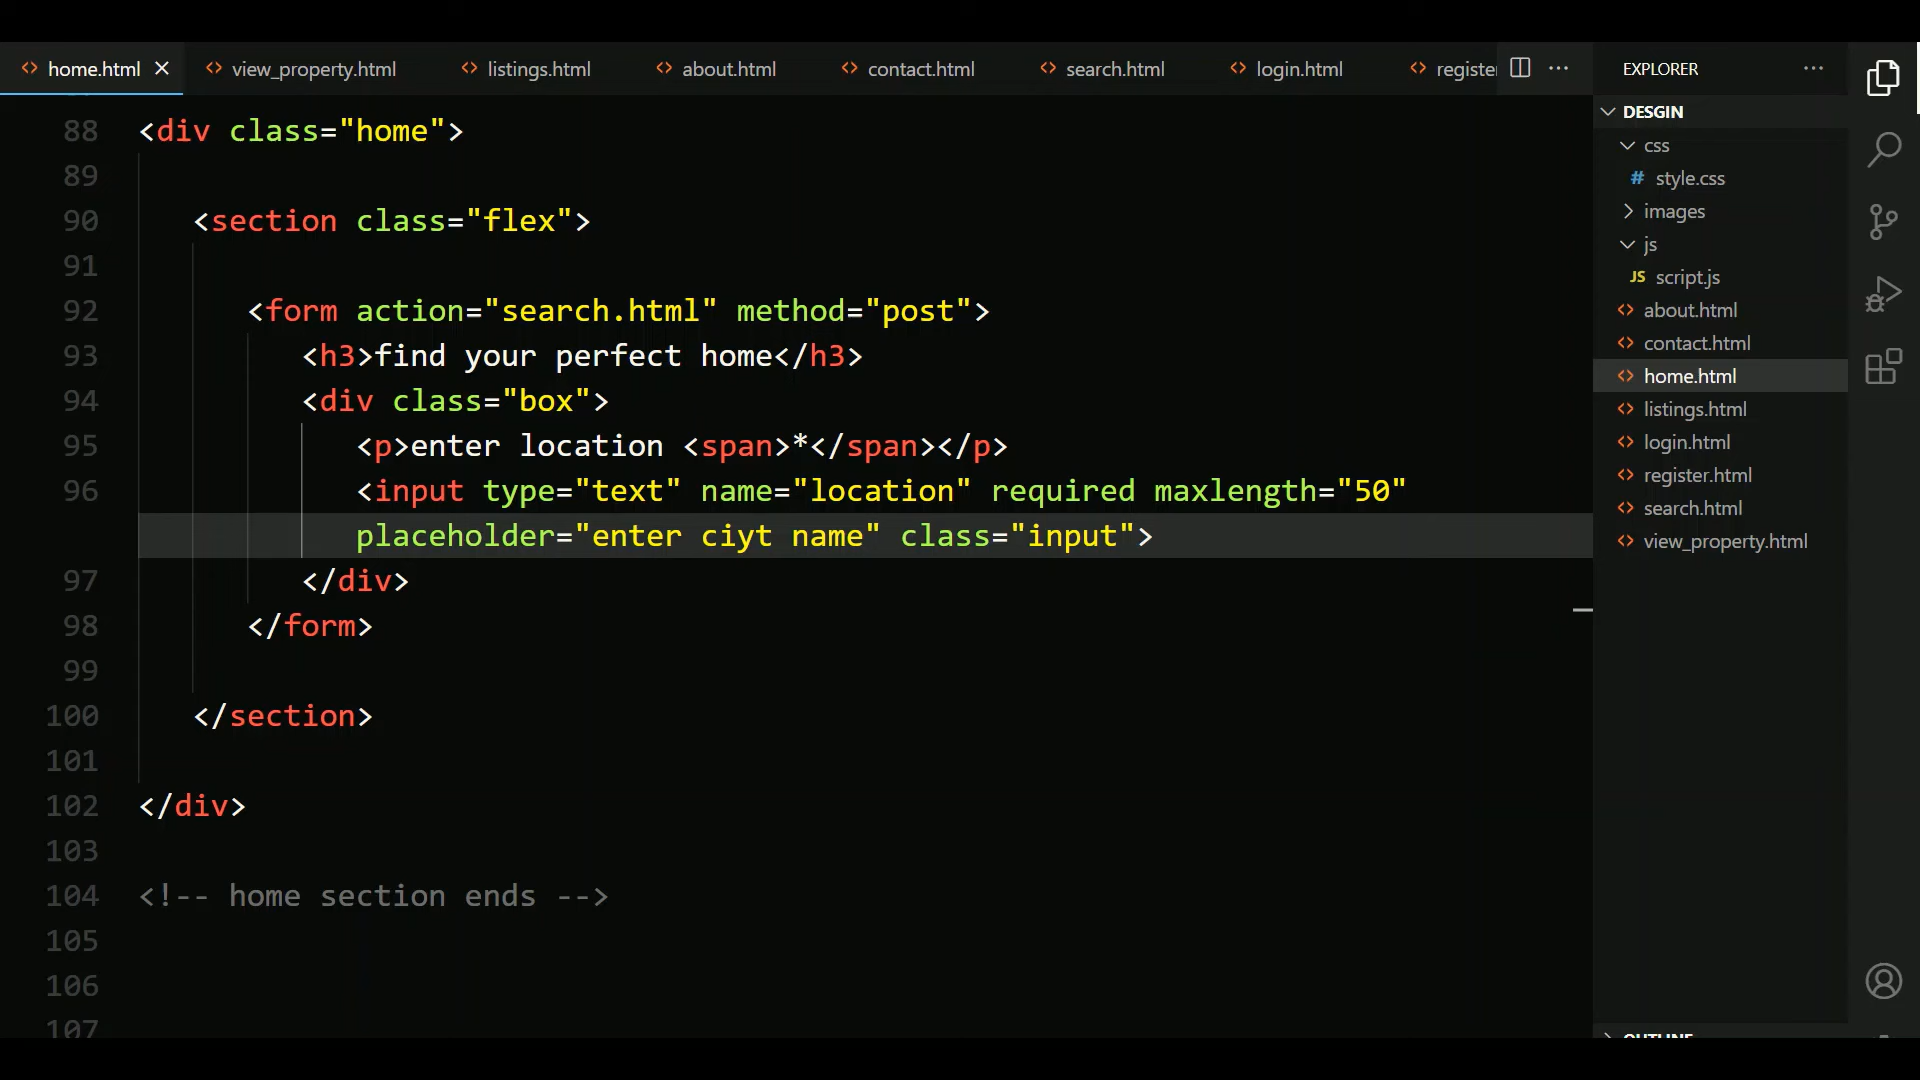 home.html
view_property.html
listings.html
about.html
contact.html
search.html
login.html
register
EXPLORER
88 <div class="home">
89
90 <section class="flex">
91
92 <form action="search.html" method="post">
93 <h3>find your perfect home</h3>
94 <div class="box">
95 <p>enter location <span>*</span></p>
96 <input type="text" name="location" required maxlength="50"
placeholder="enter ciyt name" class="input">
97 </div>
98 </form>
99
100 </section>
101
102 </div>
103
104 <!-- home section ends -->
105
106
107
DESGIN
css
# style.css
images
js
JS script.js
about.html
contact.html
home.html
listings.html
login.html
register.html
search.html
view_property.html
OUTLINE